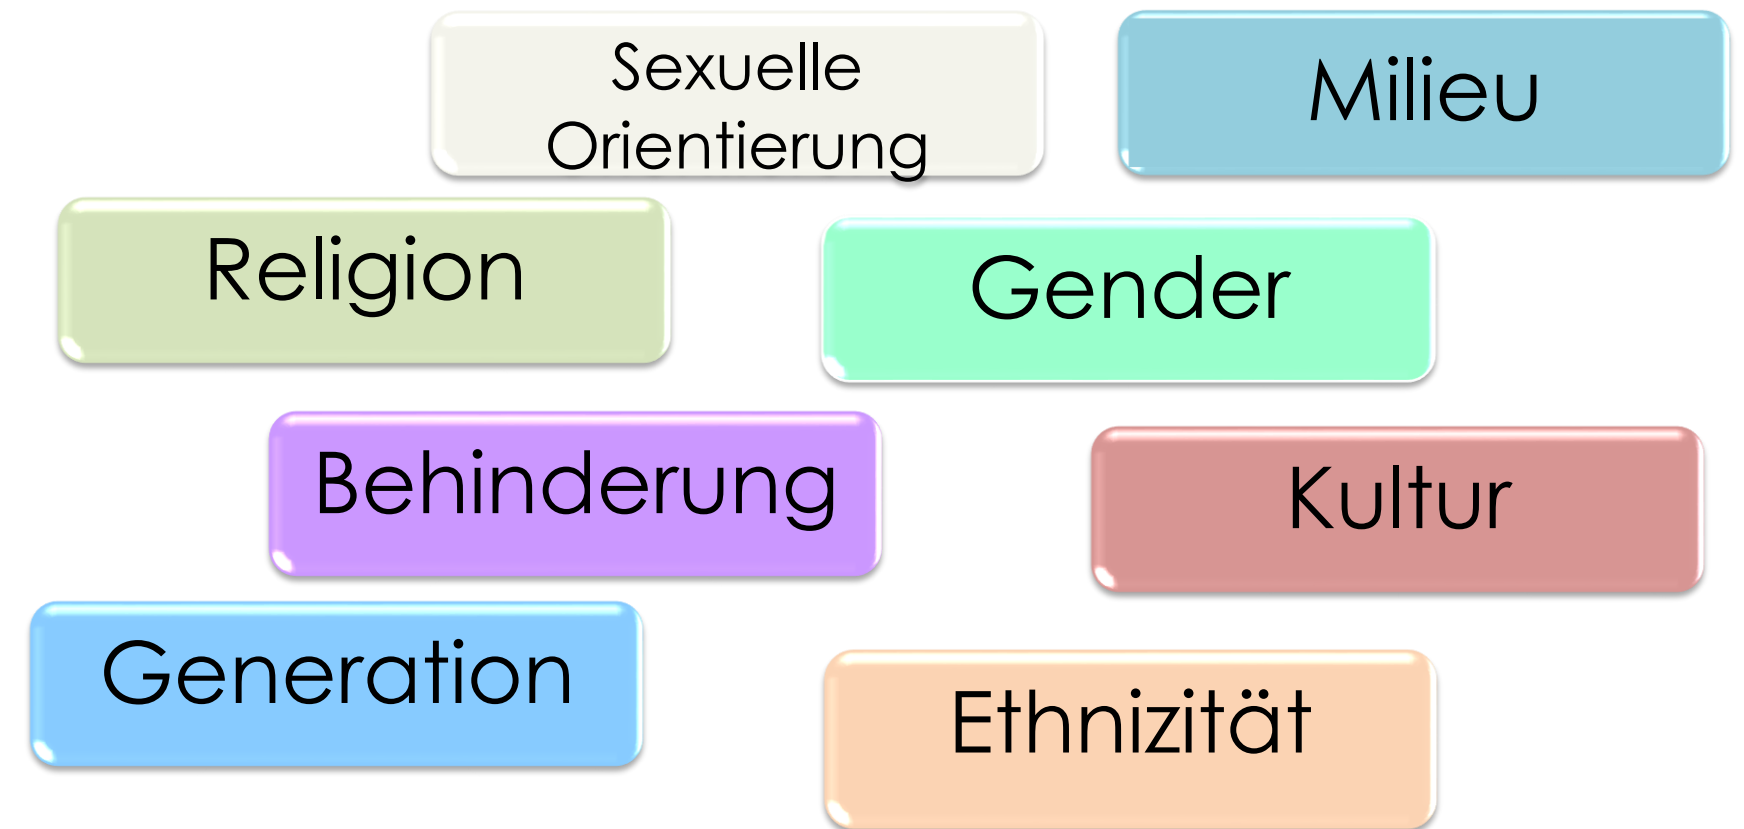 Sexuelle
Orientierung
Milieu
Religion
Gender
Behinderung
Kultur
Generation
Ethnizität